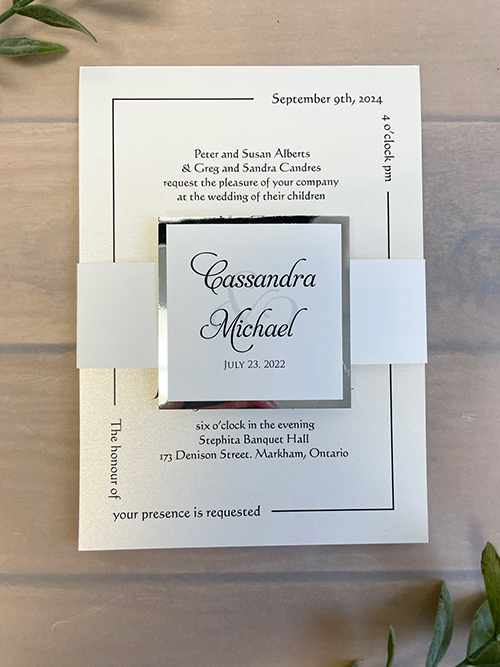 September 9th, 2024
4 o'clock pm
Peter and Susan Alberts
& Greg and Sandra Candres
request the pleasure of your company
at the wedding of their children
Cassandra
&
Michael
July 23, 2022
six o'clock in the evening
Stephita Banquet Hall
173 Denison Street. Markham, Ontario
The honour of
your presence is requested